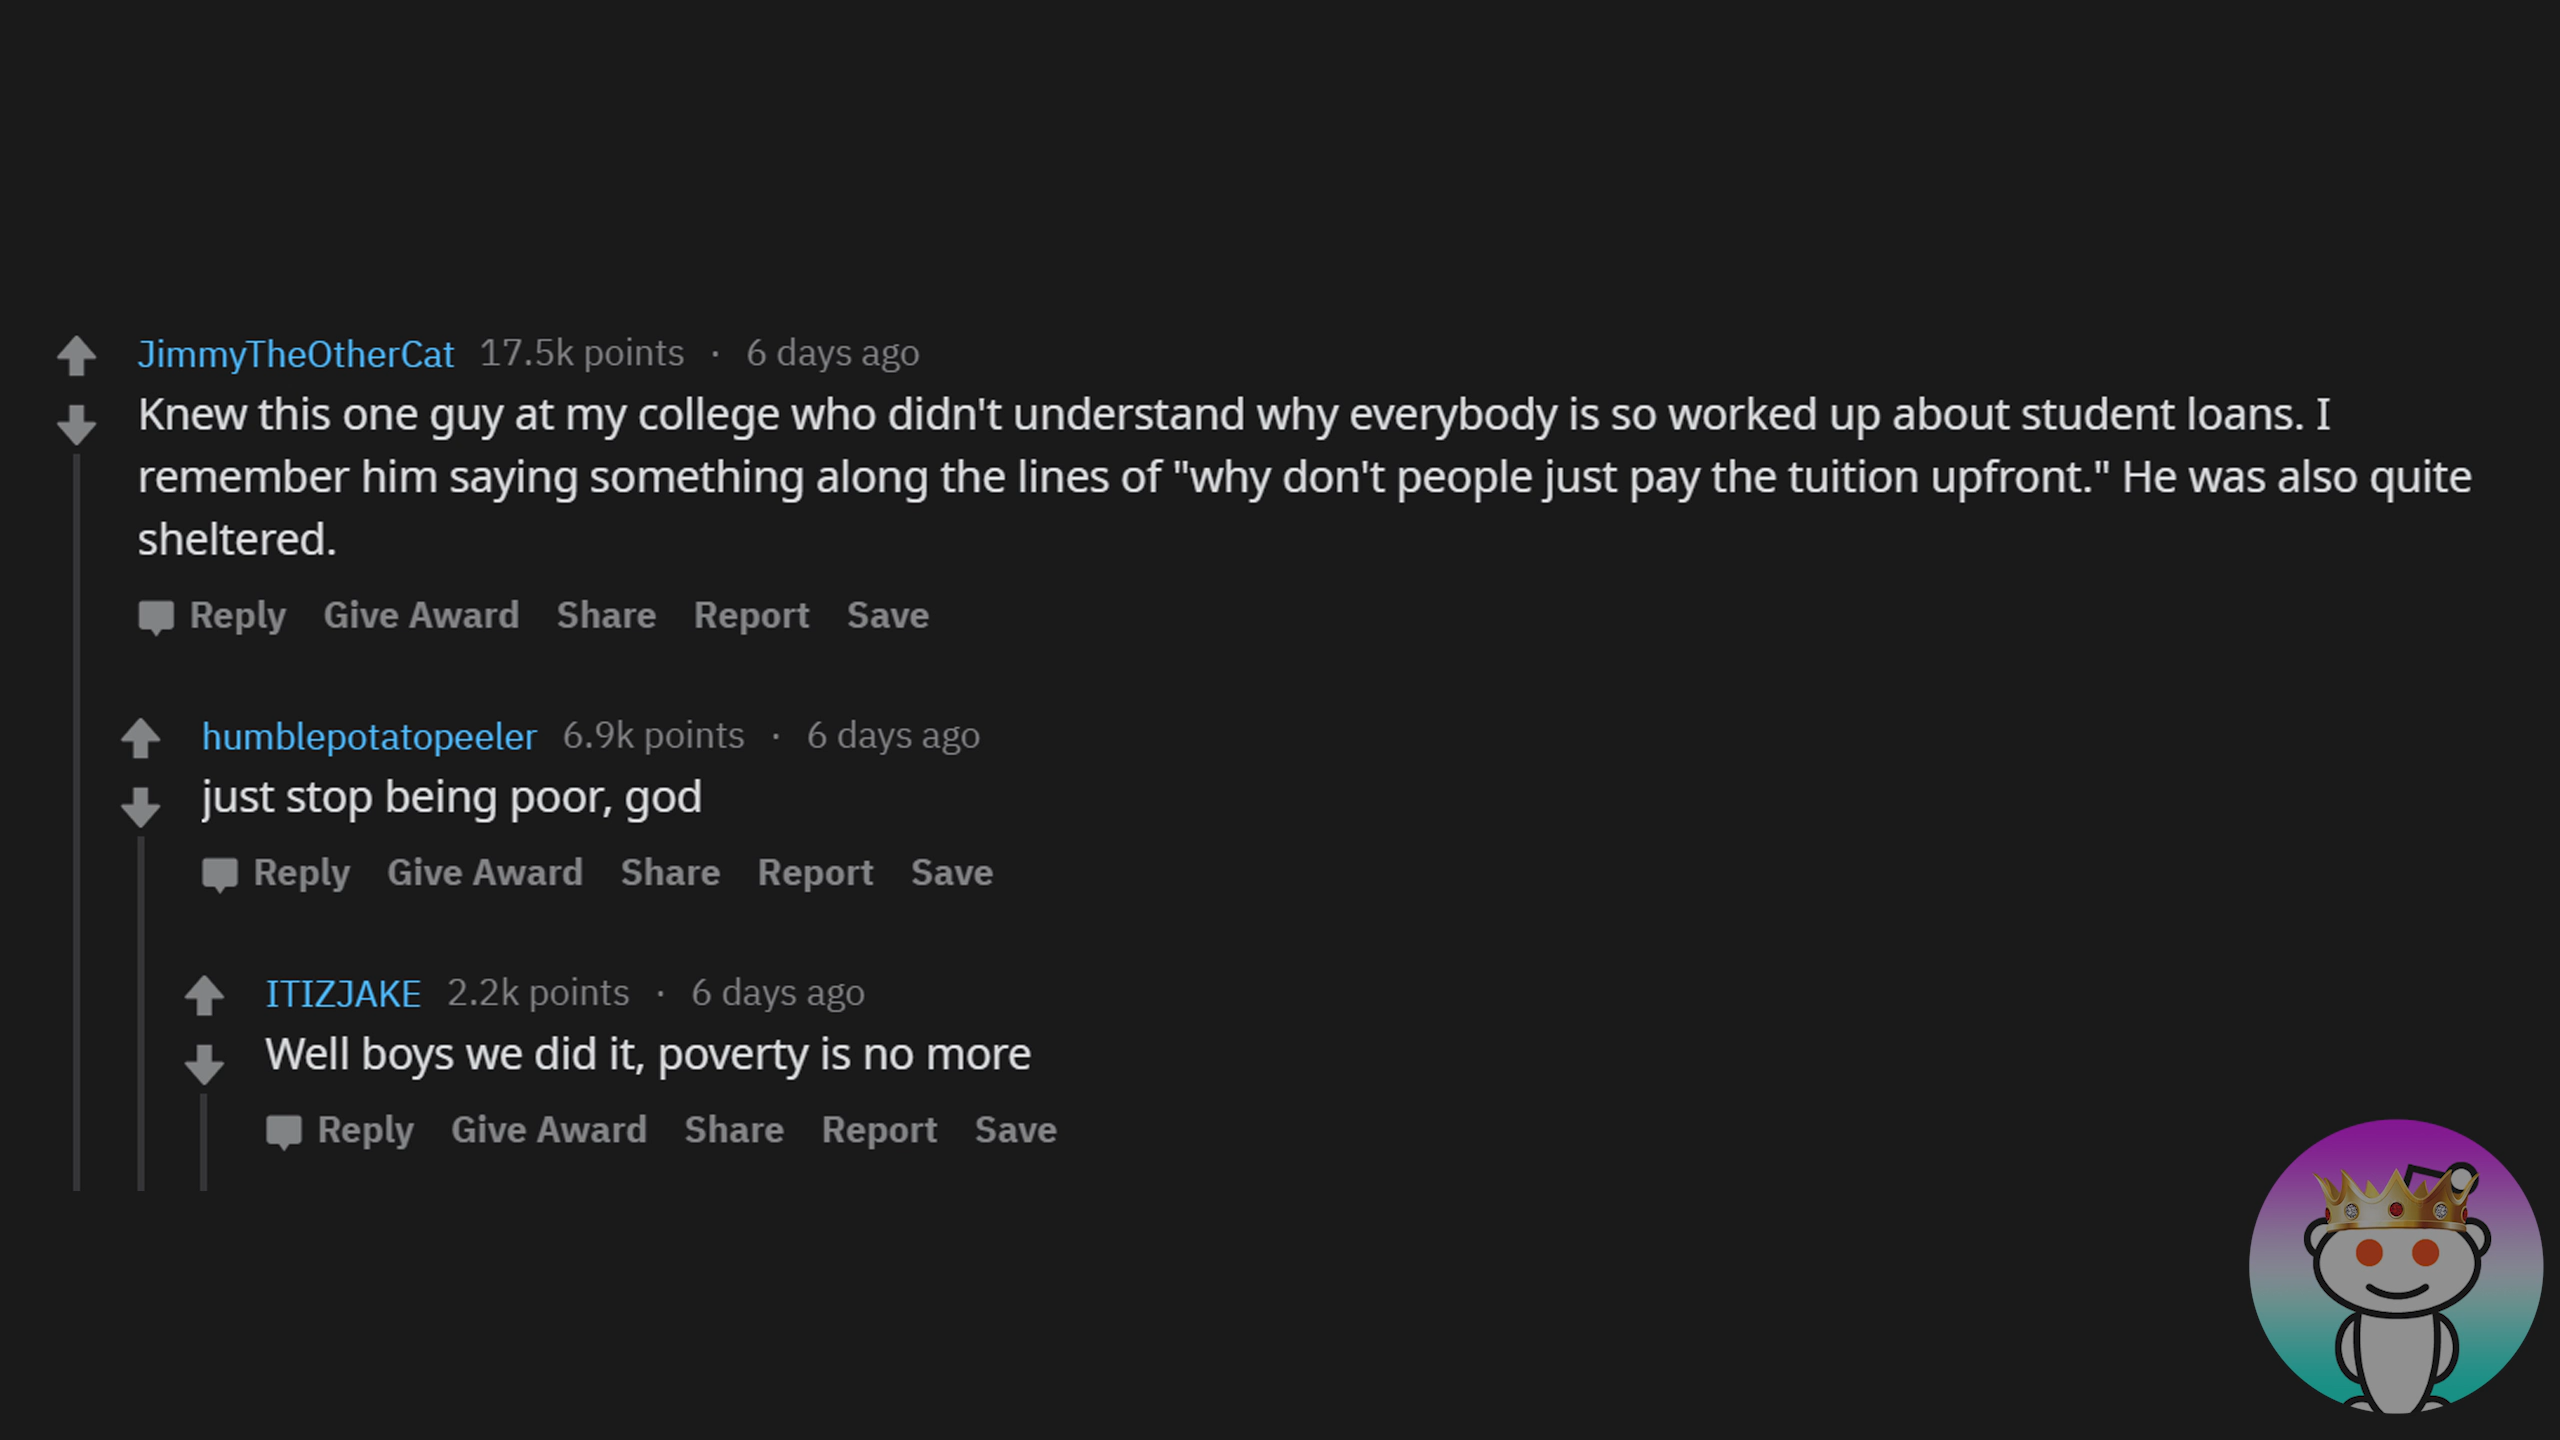 JimmyTheOtherCat 17.5k points · 6 days ago
Knew this one guy at my college who didn't understand why everybody is so worked up about student loans. I
remember him saying something along the lines of "why don't people just pay the tuition upfront." He was also quite
sheltered.
Reply Give Award Share Report Save
humblepotatopeeler 6.9k points · 6 days ago
just stop being poor, god
Reply Give Award Share Report Save
ITIZJAKE 2.2k points · 6 days ago
Well boys we did it, poverty is no more
Reply Give Award Share Report Save